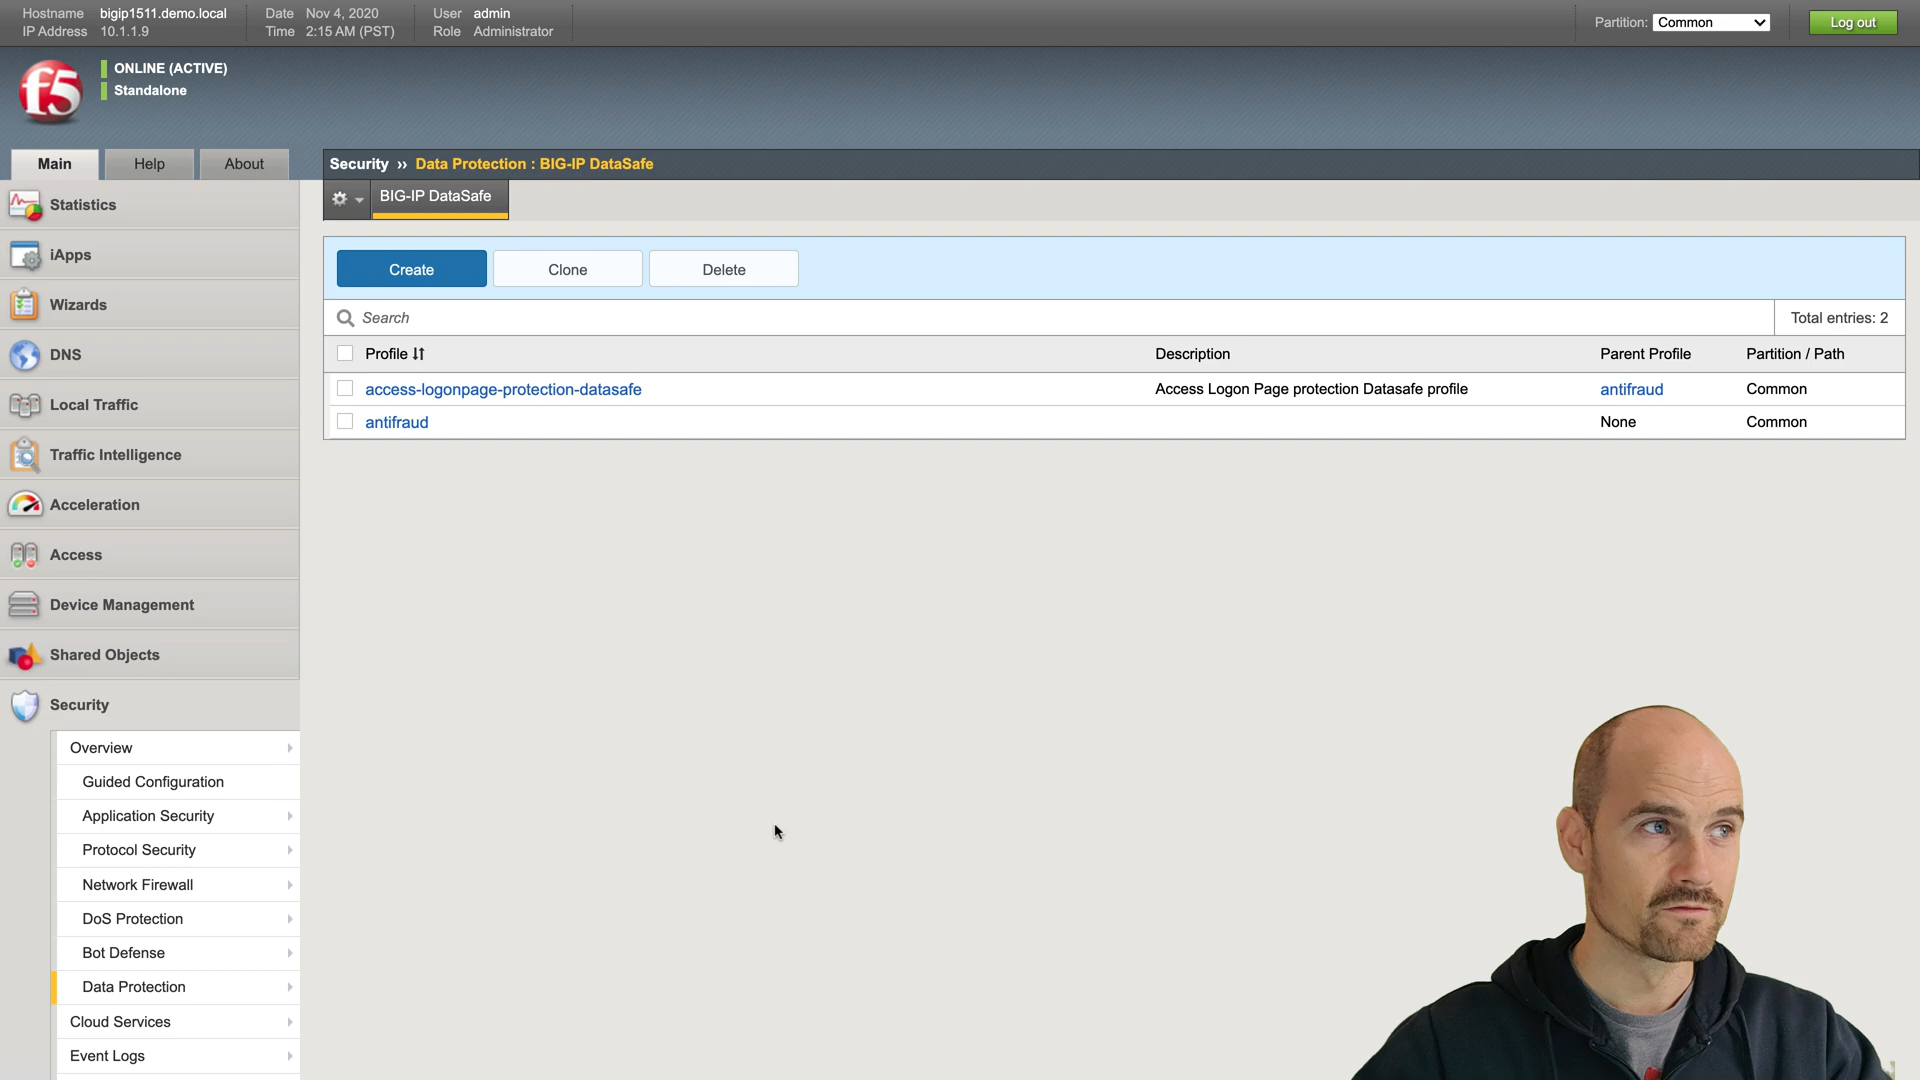 Hostname bigip1511.demo.local Date Nov 4, 2020 User admin
IP Address 10.1.1.9 Time 2:15 AM (PST) Role Administrator
Partition: Common Log out
f5 ONLINE (ACTIVE)
Standalone
Main Help About
Security ›› Data Protection : BIG-IP DataSafe
BIG-IP DataSafe
Statistics
iApps
Wizards
DNS
Local Traffic
Traffic Intelligence
Acceleration
Access
Device Management
Shared Objects
Security
Overview
Guided Configuration
Application Security
Protocol Security
Network Firewall
DoS Protection
Bot Defense
Data Protection
Cloud Services
Event Logs
Create Clone Delete
Search Total entries: 2
Profile Description Parent Profile Partition / Path
access-logonpage-protection-datasafe Access Logon Page protection Datasafe profile antifraud Common
antifraud None Common